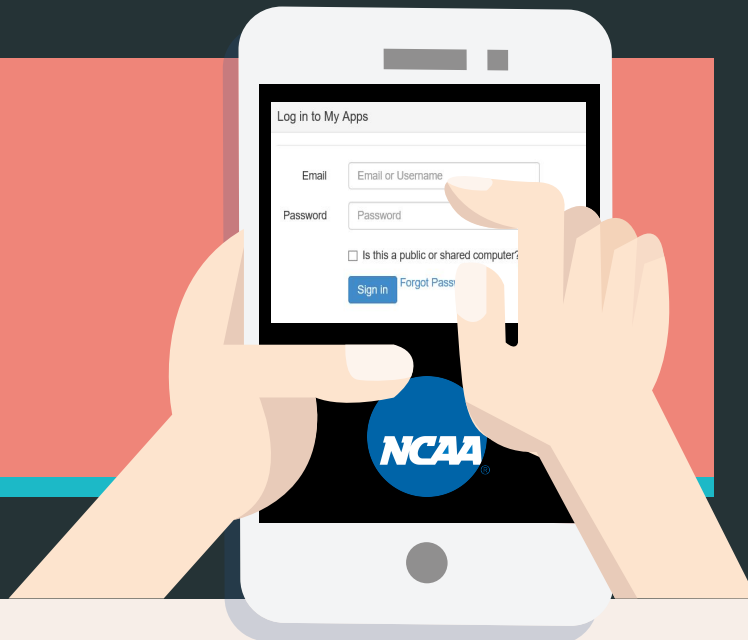 Log in to My Apps
Email Email or Username
Password Password
Is this a public or shared computer?
Sign in Forgot
NCAA®